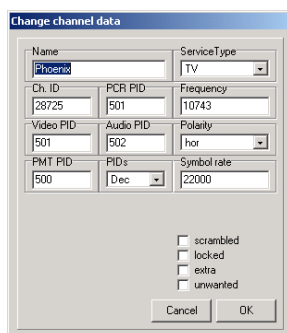 Change channel data
Name ServiceType
Phoenix TV
Ch. ID PCR PID Frequency
28725 501 10743
Video PID Audio PID Polarity
501 502 hor
PMT PID PIDs Symbol rate
500 Dec 22000
scrambled
locked
extra
unwanted
Cancel OK